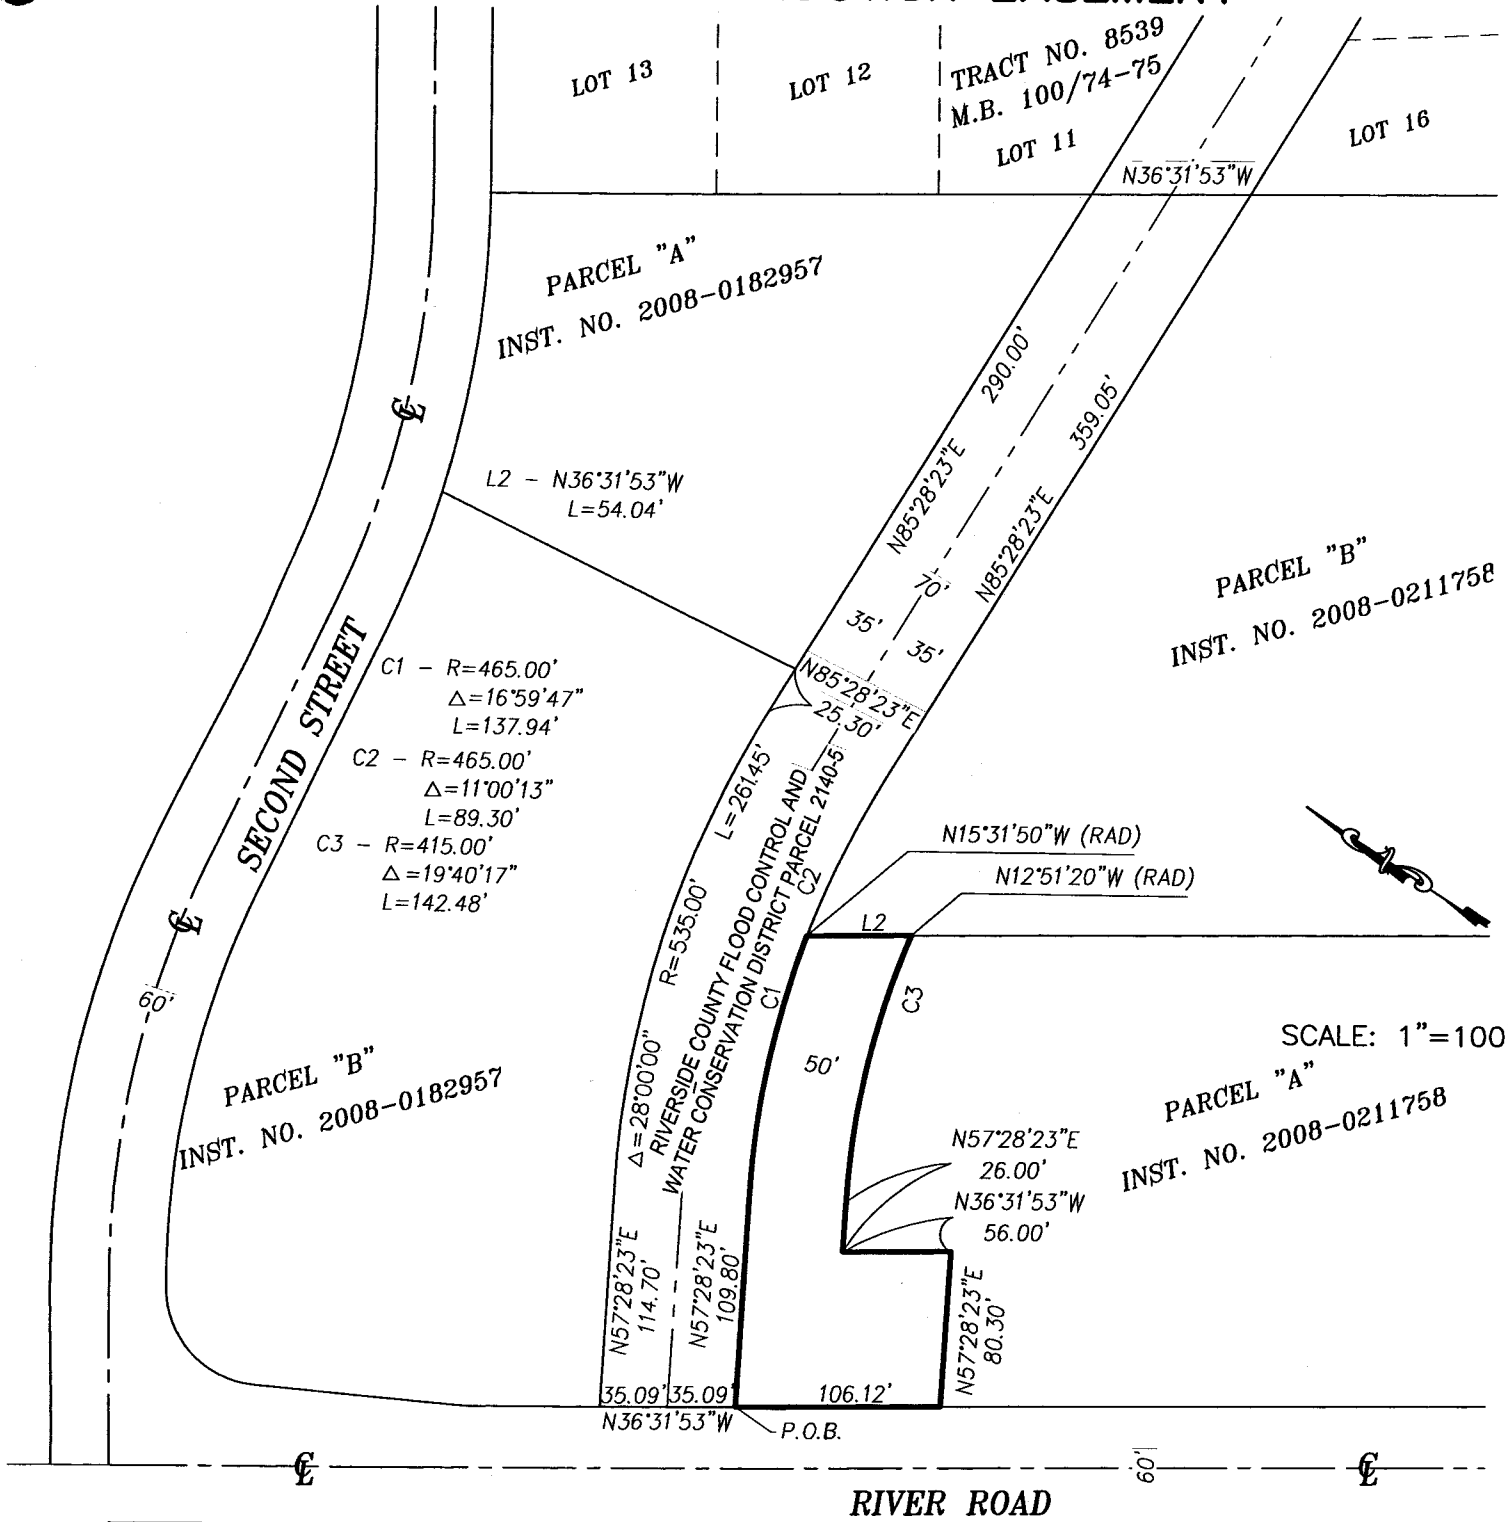 EASEMENT
LOT 13
LOT 12
TRACT NO. 8539
M.B. 100/74-75
LOT 11
LOT 16
N36°31'53"W
PARCEL "A"
INST. NO. 2008-0182957
290.00'
N85°28'23"E
359.05'
N85°28'23"E
℄
L2 - N36°31'53"W
L=54.04'
70'
35'
35'
PARCEL "B"
INST. NO. 2008-0211758
SECOND STREET
C1 - R=465.00'
Δ=16°59'47"
L=137.94'
C2 - R=465.00'
Δ=11°00'13"
L=89.30'
C3 - R=415.00'
Δ=19°40'17"
L=142.48'
N85°28'23"E
25.30'
L=261.45'
R=535.00'
Δ=28°00'00"
RIVERSIDE COUNTY FLOOD CONTROL AND
WATER CONSERVATION DISTRICT PARCEL 2140-5
C2
N15°31'50"W (RAD)
N12°51'20"W (RAD)
L2
℄
60'
C1
C3
50'
SCALE: 1"=100
PARCEL "A"
INST. NO. 2008-0211758
PARCEL "B"
INST. NO. 2008-0182957
N57°28'23"E
26.00'
N36°31'53"W
56.00'
N57°28'23"E
114.70'
N57°28'23"E
109.80'
N57°28'23"E
80.30'
35.09'
35.09'
106.12'
N36°31'53"W
P.O.B.
℄
60'
℄
RIVER ROAD